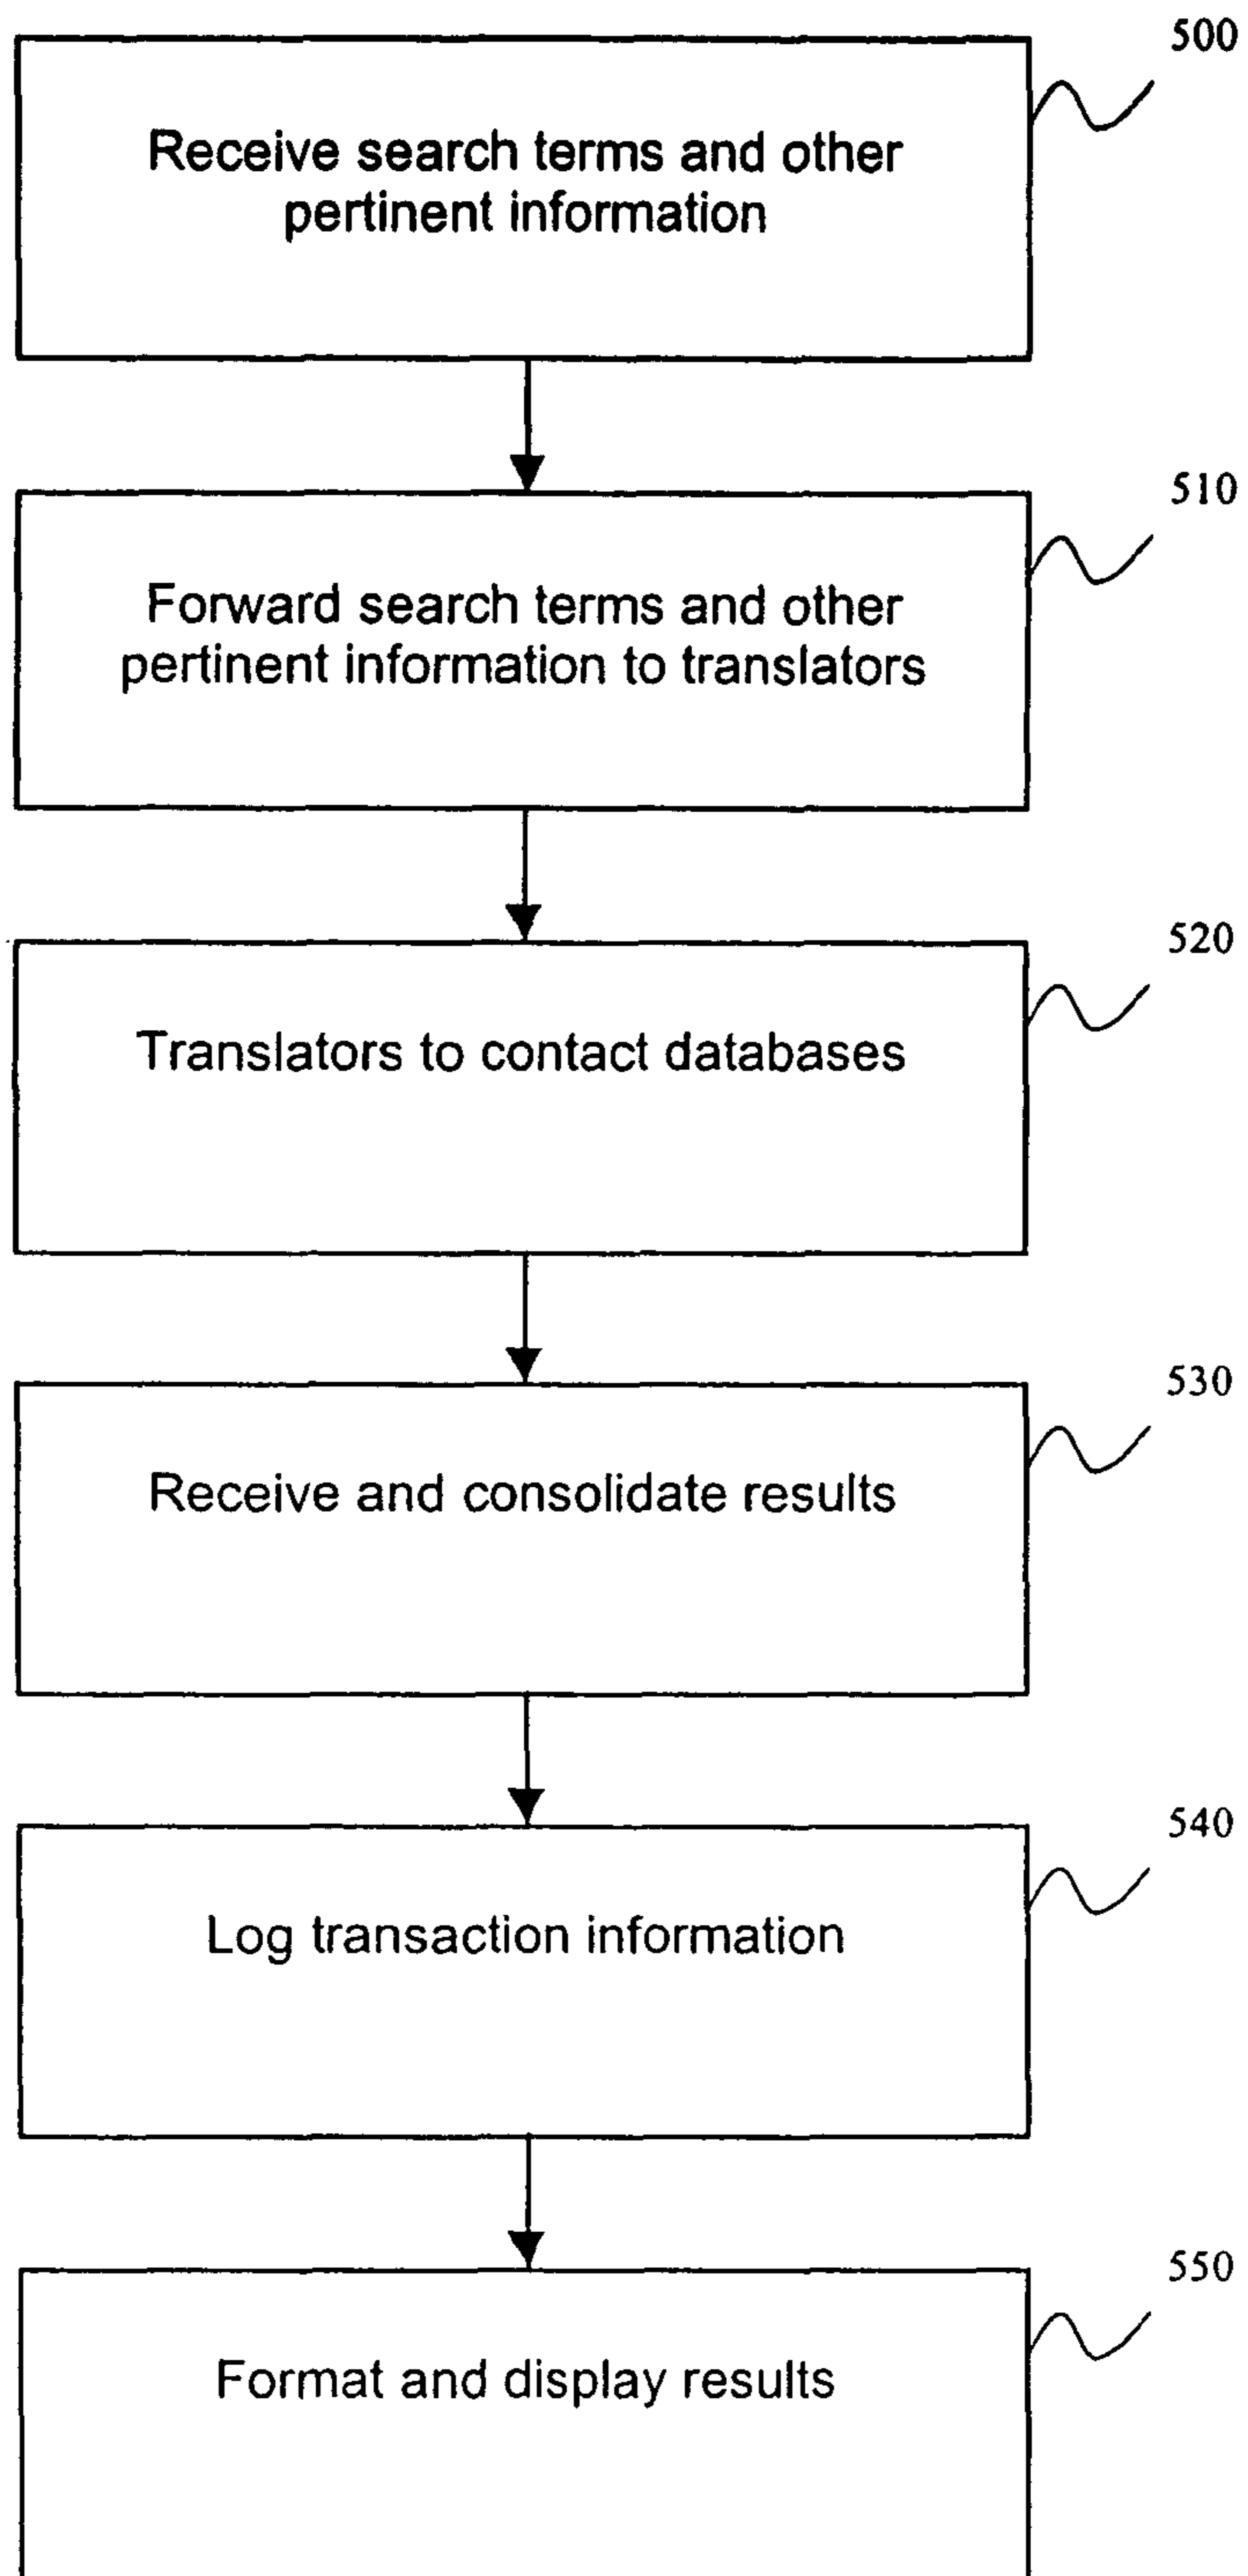 500
Receive search terms and other
pertinent information
510
Forward search terms and other
pertinent information to translators
520
Translators to contact databases
530
Receive and consolidate results
540
Log transaction information
550
Format and display results